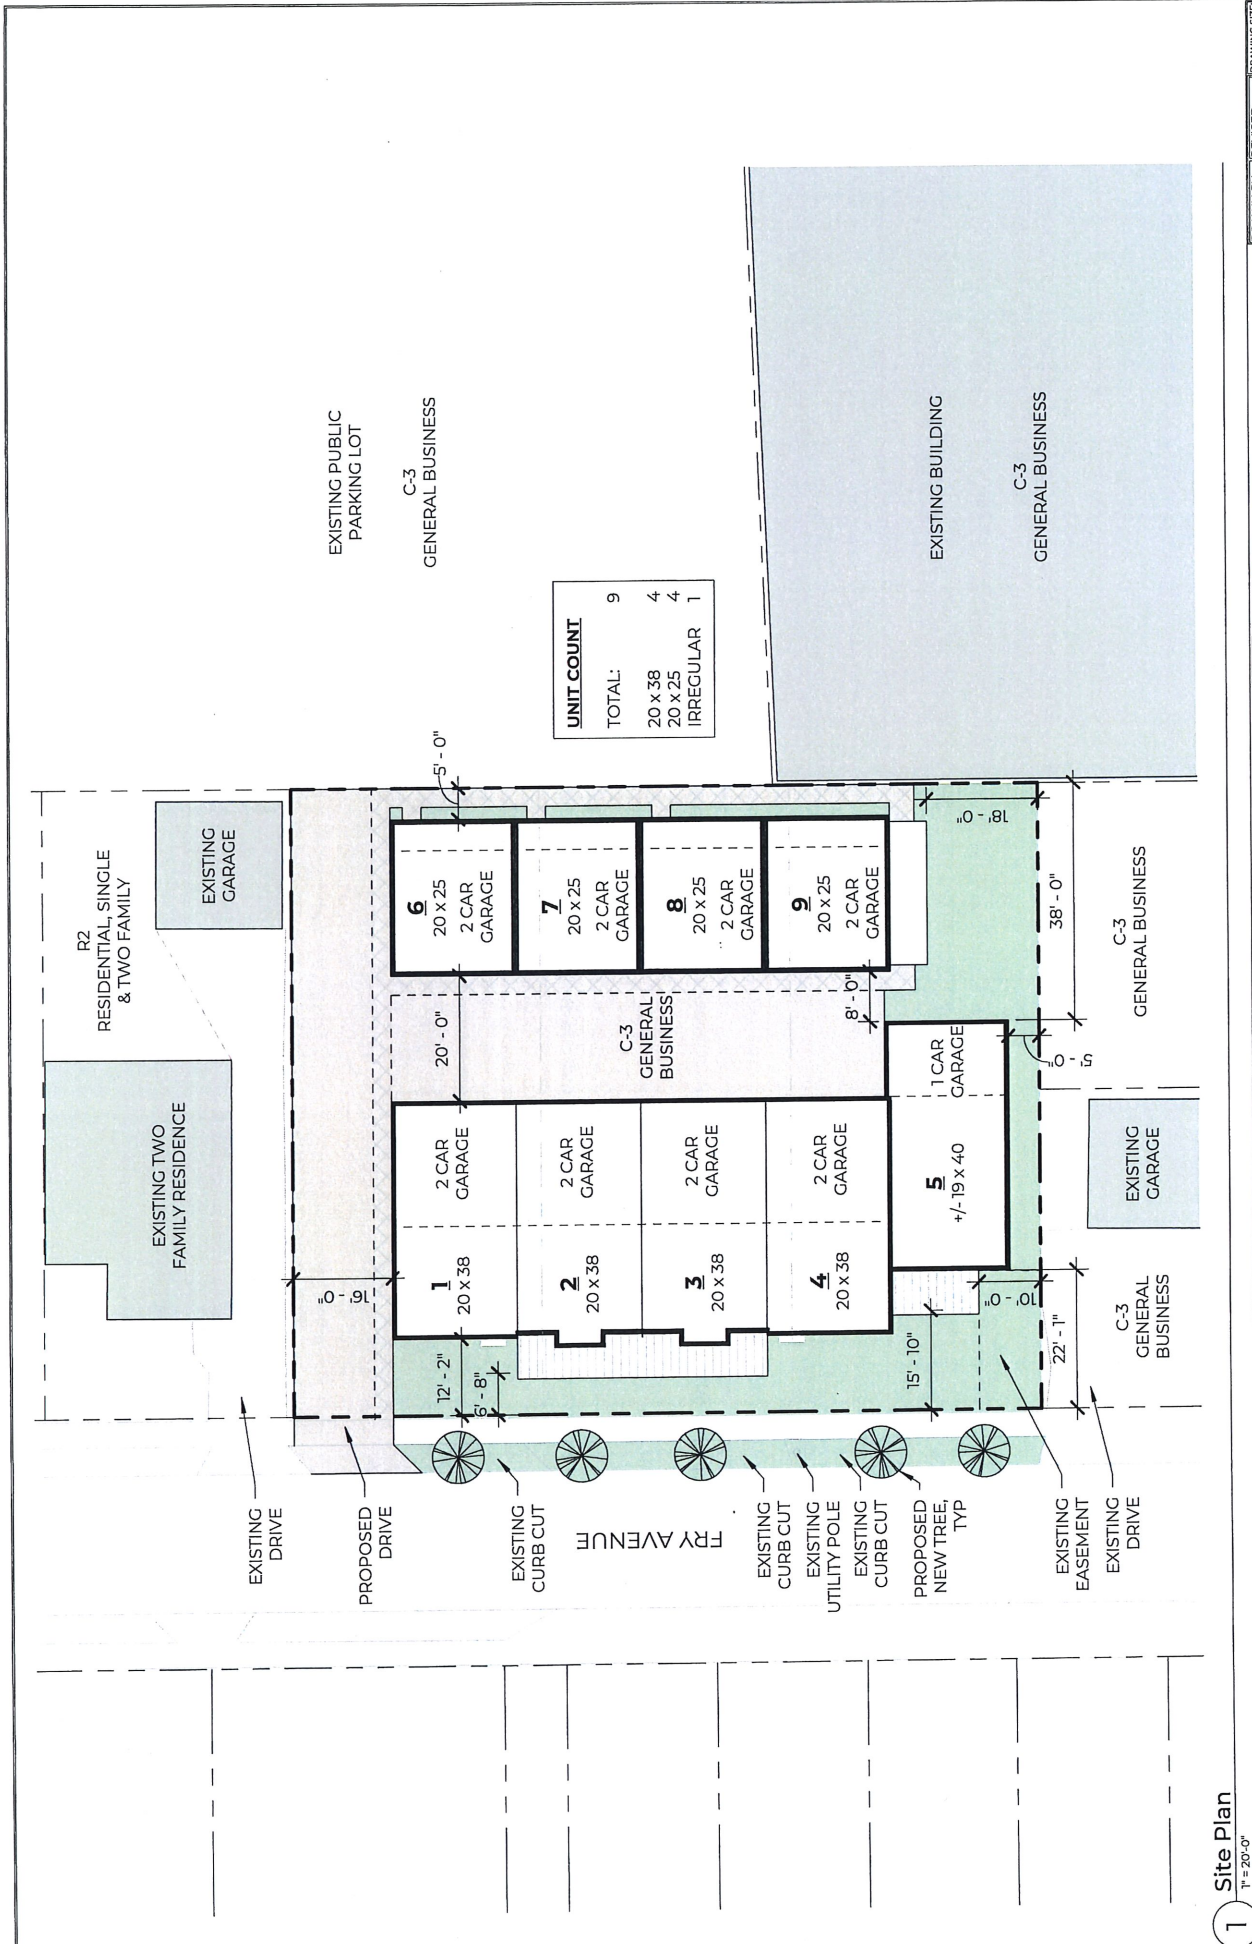 R2
RESIDENTIAL, SINGLE
& TWO FAMILY
EXISTING TWO
FAMILY RESIDENCE
EXISTING
GARAGE
EXISTING PUBLIC
PARKING LOT
C-3
GENERAL BUSINESS
EXISTING
DRIVE
PROPOSED
DRIVE
16' - 0"
5' - 0"
12' - 2"
6' - 8"
20' - 0"
1
20 x 38
2 CAR
GARAGE
2
20 x 38
2 CAR
GARAGE
3
20 x 38
2 CAR
GARAGE
4
20 x 38
2 CAR
GARAGE
5
+/- 19 x 40
1 CAR
GARAGE
C-3
GENERAL
BUSINESS
6
20 x 25
2 CAR
GARAGE
7
20 x 25
2 CAR
GARAGE
8
20 x 25
2 CAR
GARAGE
9
20 x 25
2 CAR
GARAGE
UNIT COUNT
TOTAL: 9
20 x 38 4
20 x 25 4
IRREGULAR 1
EXISTING
CURB CUT
FRY AVENUE
EXISTING
CURB CUT
EXISTING
UTILITY POLE
EXISTING
CURB CUT
PROPOSED
NEW TREE,
TYP
EXISTING
EASEMENT
EXISTING
DRIVE
8' - 0"
15' - 10"
10' - 0"
22' - 1"
5' - 0"
38' - 0"
18' - 0"
EXISTING BUILDING
C-3
GENERAL BUSINESS
C-3
GENERAL
BUSINESS
EXISTING
GARAGE
C-3
GENERAL BUSINESS
1
Site Plan
1" = 20'-0"